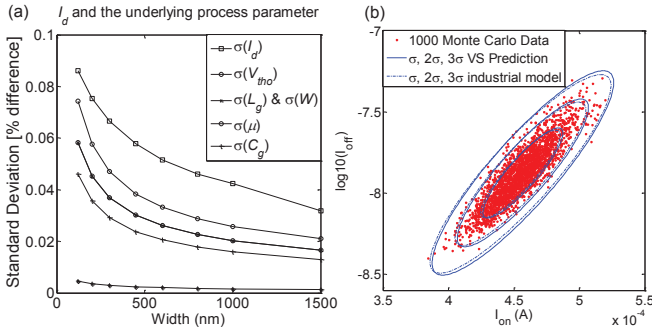 (a)
I_d and the underlying process parameter
Standard Deviation [% difference]
0.1
0.08
0.06
0.04
0.02
0
σ(I_d)
σ(V_tho)
σ(L_g) & σ(W)
σ(μ)
σ(C_g)
0
500
1000
1500
Width (nm)
(b)
log10(I_off)
-7
-7.5
-8
-8.5
1000 Monte Carlo Data
σ, 2σ, 3σ VS Prediction
σ, 2σ, 3σ industrial model
3.5
4
4.5
5
5.5
x 10⁻⁴
I_on (A)